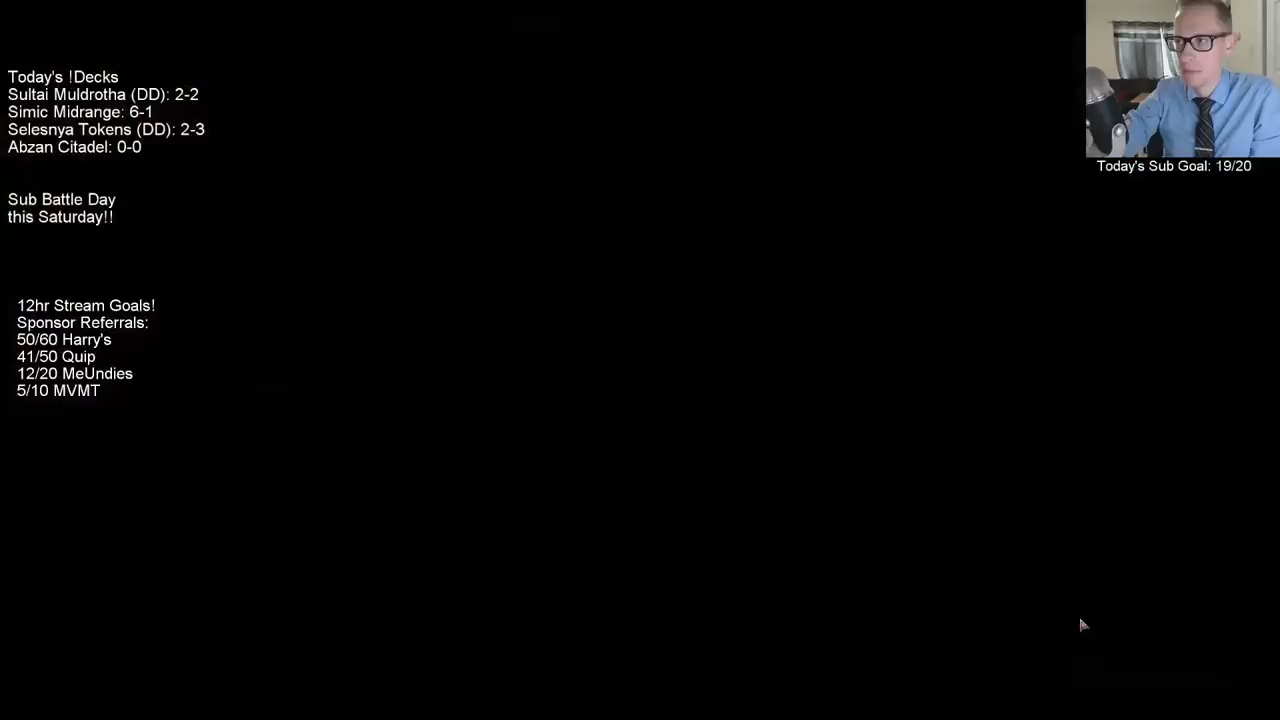 Today's !Decks
Sultai Muldrotha (DD): 2-2
Simic Midrange: 6-1
Selesnya Tokens (DD): 2-3
Abzan Citadel: 0-0
Sub Battle Day
this Saturday!!
12hr Stream Goals!
Sponsor Referrals:
50/60 Harry's
41/50 Quip
12/20 MeUndies
5/10 MVMT
Today's Sub Goal: 19/20